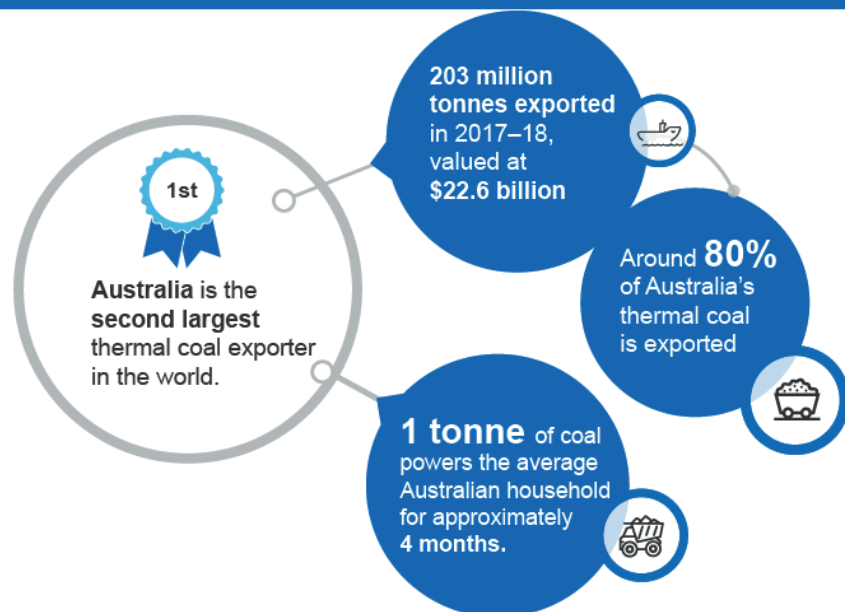 1st
Australia is the
second largest
thermal coal exporter
in the world.
203 million
tonnes exported
in 2017–18,
valued at
$22.6 billion
Around 80%
of Australia's
thermal coal
is exported
1 tonne of coal
powers the average
Australian household
for approximately
4 months.